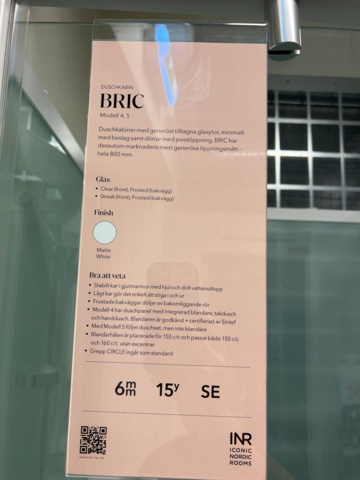 DUSCHKABIN
BRIC
Modell 4, 5
Duschkabiner med generöst tilltagna glasytor, minimalt
med beslag samt dörrar med pivotöppning. BRIC har
dessutom marknadens mest generösa öppningsmått -
hela 800 mm.
Glas
• Clear (front), Frosted (bakvägg)
• Streak (front), Frosted (bakvägg)
Finish
Matte
White
Bra att veta
• Stabilt kar i gjutmarmor med hjul och dolt vattenutlopp
• Lågt kar gör det enkelt att stiga i och ur
• Frostade bakväggar döljer av bakomliggande rör
• Modell 4 har duschpanel med integrerad blandare, takdusch
och handdusch. Blandaren är godkänd + certifierad av Sintef
• Med Modell 5 följer duschset, men inte blandare
• Blandarhålen är placerade för 155 c/c och passar både 150 c/c
och 160 c/c utan excentrar
• Grepp CIRCLE ingår som standard
6mm 15y SE
INR
ICONIC
NORDIC
ROOMS